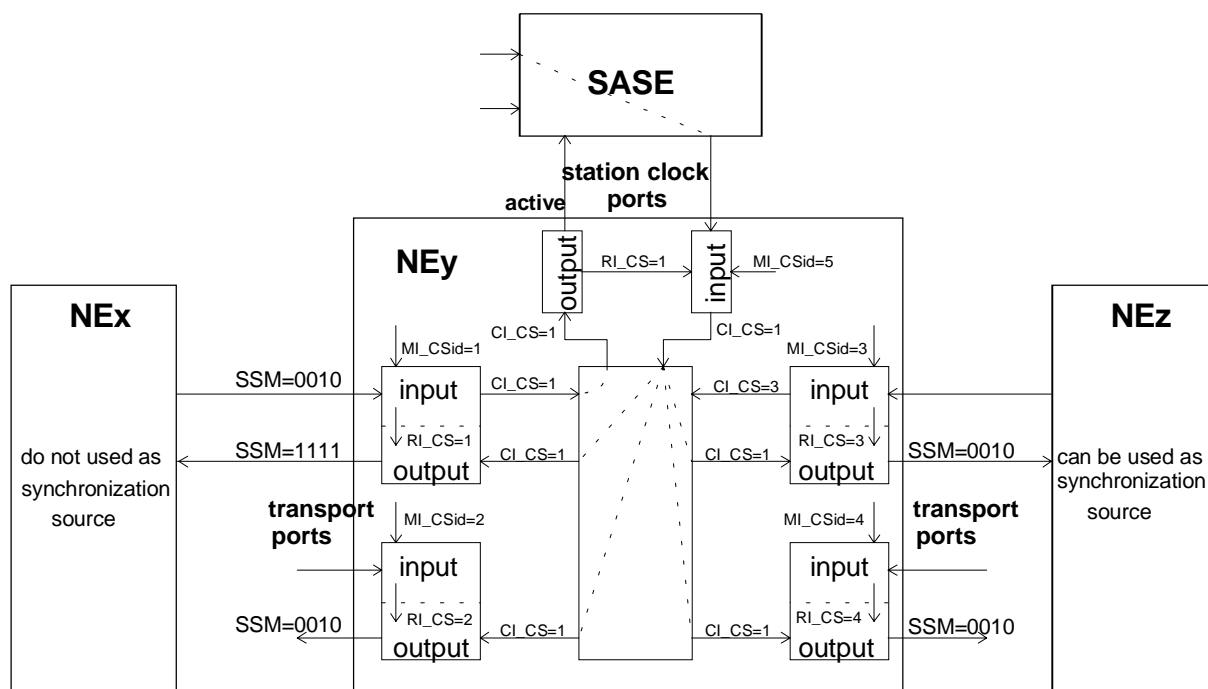 SASE
station clock
ports
active
output
RI_CS=1
input
MI_CSid=5
NEy
NEx
NEz
CI_CS=1
CI_CS=1
MI_CSid=1
MI_CSid=3
SSM=0010
input
CI_CS=1
CI_CS=3
input
SSM=1111
RI_CS=1
output
CI_CS=1
CI_CS=1
RI_CS=3
output
SSM=0010
do not used as
synchronization
source
can be used as
synchronization
source
transport
ports
MI_CSid=2
MI_CSid=4
transport
ports
input
input
SSM=0010
RI_CS=2
output
CI_CS=1
CI_CS=1
RI_CS=4
output
SSM=0010